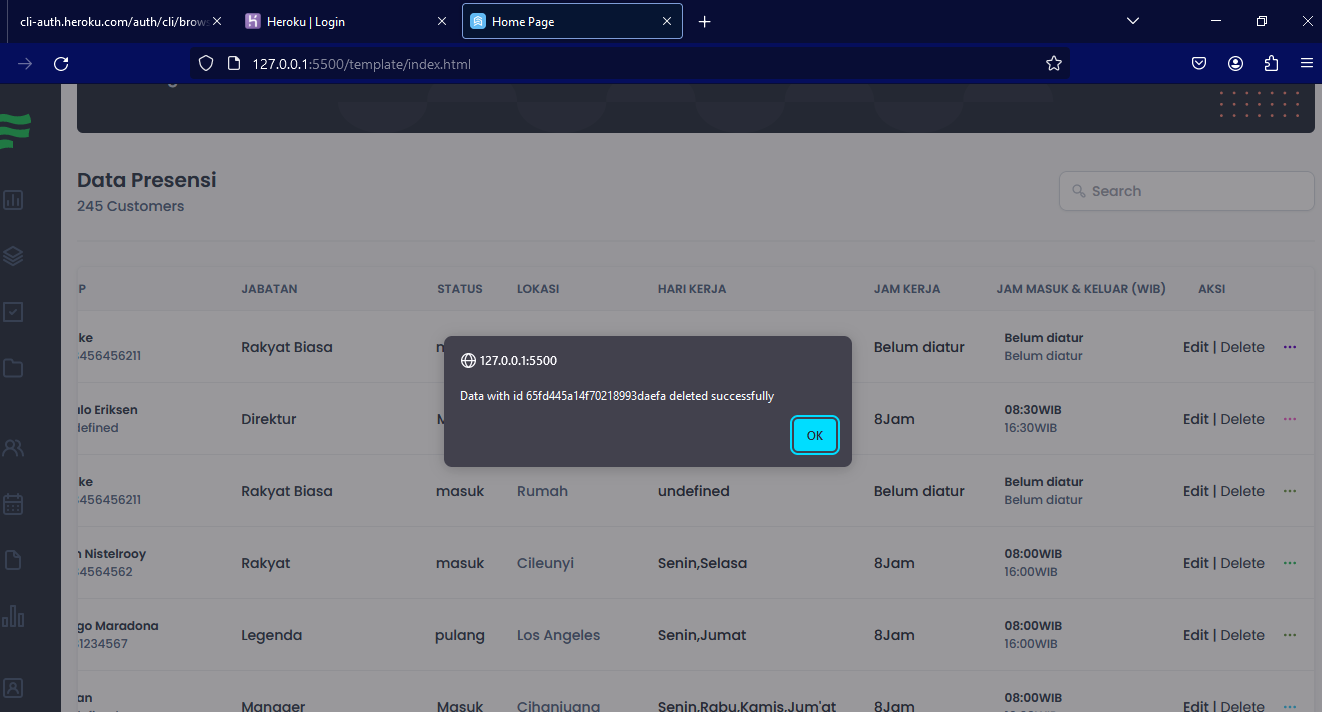 cli-auth.heroku.com/auth/cli/brows
Heroku | Login
Home Page
127.0.0.1:5500/template/index.html
Data Presensi
245 Customers
Search
P JABATAN STATUS LOKASI HARI KERJA JAM KERJA JAM MASUK & KELUAR (WIB) AKSI
ke
4456456211
Rakyat Biasa
Belum diatur
Belum diatur
Belum diatur
Edit | Delete
127.0.0.1:5500
Data with id 65fd445a14f70218993daefa deleted successfully
OK
lo Eriksen
defined
Direktur
8Jam
08:30WIB
16:30WIB
Edit | Delete
ke
4456456211
Rakyat Biasa
masuk
Rumah
undefined
Belum diatur
Belum diatur
Belum diatur
Edit | Delete
n Nistelrooy
4564562
Rakyat
masuk
Cileunyi
Senin,Selasa
8Jam
08:00WIB
16:00WIB
Edit | Delete
go Maradona
1234567
Legenda
pulang
Los Angeles
Senin,Jumat
8Jam
08:00WIB
16:00WIB
Edit | Delete
an
Manager
Masuk
Cihanjuang
Senin,Rabu,Kamis,Jum'at
8Jam
08:00WIB
Edit | Delete